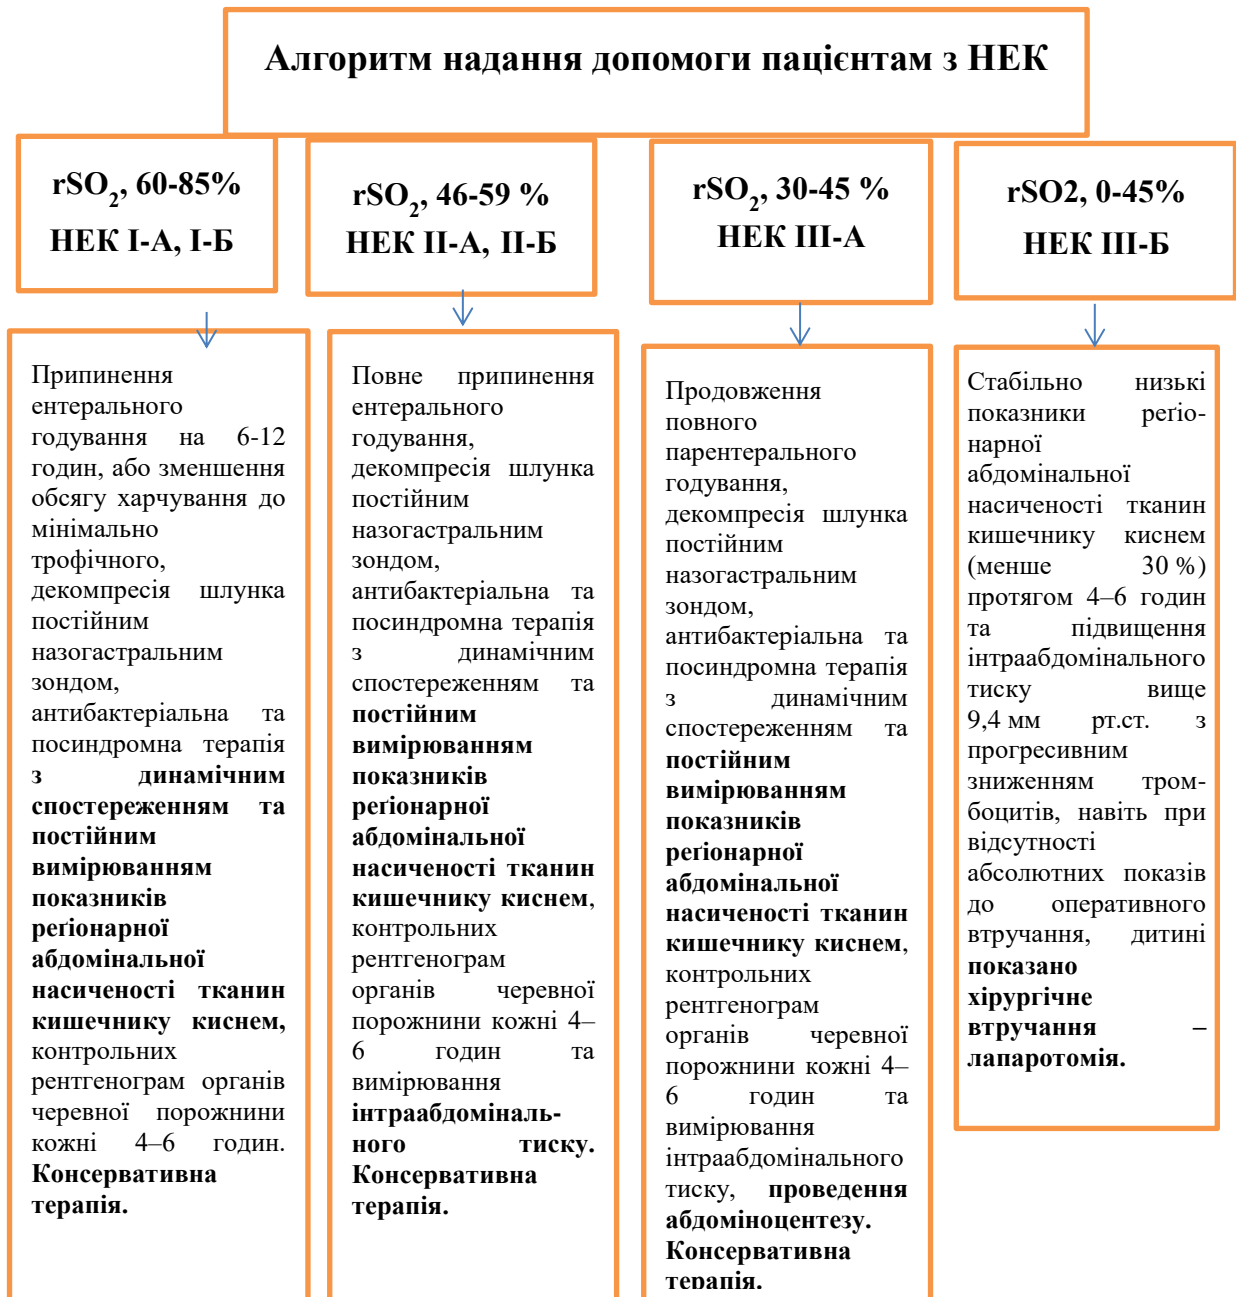 Алгоритм надання допомоги пацієнтам з НЕК
rSO2, 60-85%
НЕК І-А, І-Б
rSO2, 46-59 %
НЕК ІІ-А, ІІ-Б
rSO2, 30-45 %
НЕК ІІІ-А
rSO2, 0-45%
НЕК ІІІ-Б
Припинення
ентерального
годування на 6-12
годин, або зменшення
обсягу харчування до
мінімально
трофічного,
декомпресія шлунка
постійним
назогастральним
зондом,
антибактеріальна та
посиндромна терапія
з динамічним
спостереженням та
постійним
вимірюванням
показників
реґіонарної
абдомінальної
насиченості тканин
кишечнику киснем,
контрольних
рентгенограм органів
черевної порожнини
кожні 4–6 годин.
Консервативна
терапія.
Повне припинення
ентерального
годування,
декомпресія шлунка
постійним
назогастральним
зондом,
антибактеріальна та
посиндромна терапія
з динамічним
спостереженням та
постійним
вимірюванням
показників
реґіонарної
абдомінальної
насиченості тканин
кишечнику киснем,
контрольних
рентгенограм
органів черевної
порожнини кожні 4–
6 годин та
вимірювання
інтраабдоміналь-
ного тиску.
Консервативна
терапія.
Продовження
повного
парентерального
годування,
декомпресія шлунка
постійним
назогастральним
зондом,
антибактеріальна та
посиндромна терапія
з динамічним
спостереженням та
постійним
вимірюванням
показників
реґіонарної
абдомінальної
насиченості тканин
кишечнику киснем,
контрольних
рентгенограм
органів черевної
порожнини кожні 4–
6 годин та
вимірювання
інтраабдомінального
тиску, проведення
абдоміноцентезу.
Консервативна
терапія.
Стабільно низькі
показники реґіо-
нарної
абдомінальної
насиченості тканин
кишечнику киснем
(менше 30 %)
протягом 4–6 годин
та підвищення
інтраабдомінального
тиску вище
9,4 мм рт.ст. з
прогресивним
зниженням тром-
боцитів, навіть при
відсутності
абсолютних показів
до оперативного
втручання, дитині
показано
хірургічне
втручання –
лапаротомія.